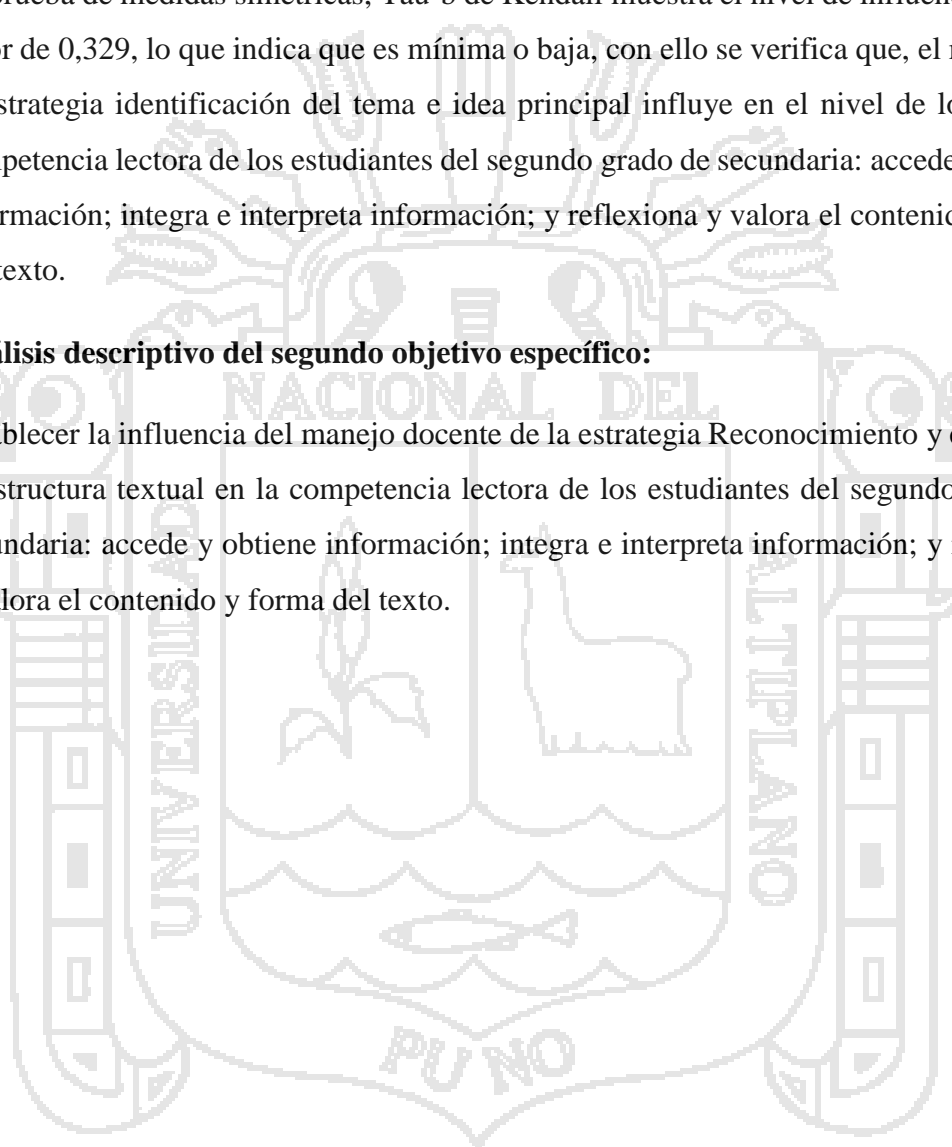 prueba de medidas simétricas, Tau-b de Kendall muestra el nivel de influen
or de 0,329, lo que indica que es mínima o baja, con ello se verifica que, el
strategia identificación del tema e idea principal influye en el nivel de lo
petencia lectora de los estudiantes del segundo grado de secundaria: accede
rmación; integra e interpreta información; y reflexiona y valora el contenid
texto.
álisis descriptivo del segundo objetivo específico:
ablecer la influencia del manejo docente de la estrategia Reconocimiento y
structura textual en la competencia lectora de los estudiantes del segundo
undaria: accede y obtiene información; integra e interpreta información; y
alora el contenido y forma del texto.
NACIONAL DEL
UNIVERSIDAD
ALTIPLANO
PUNO